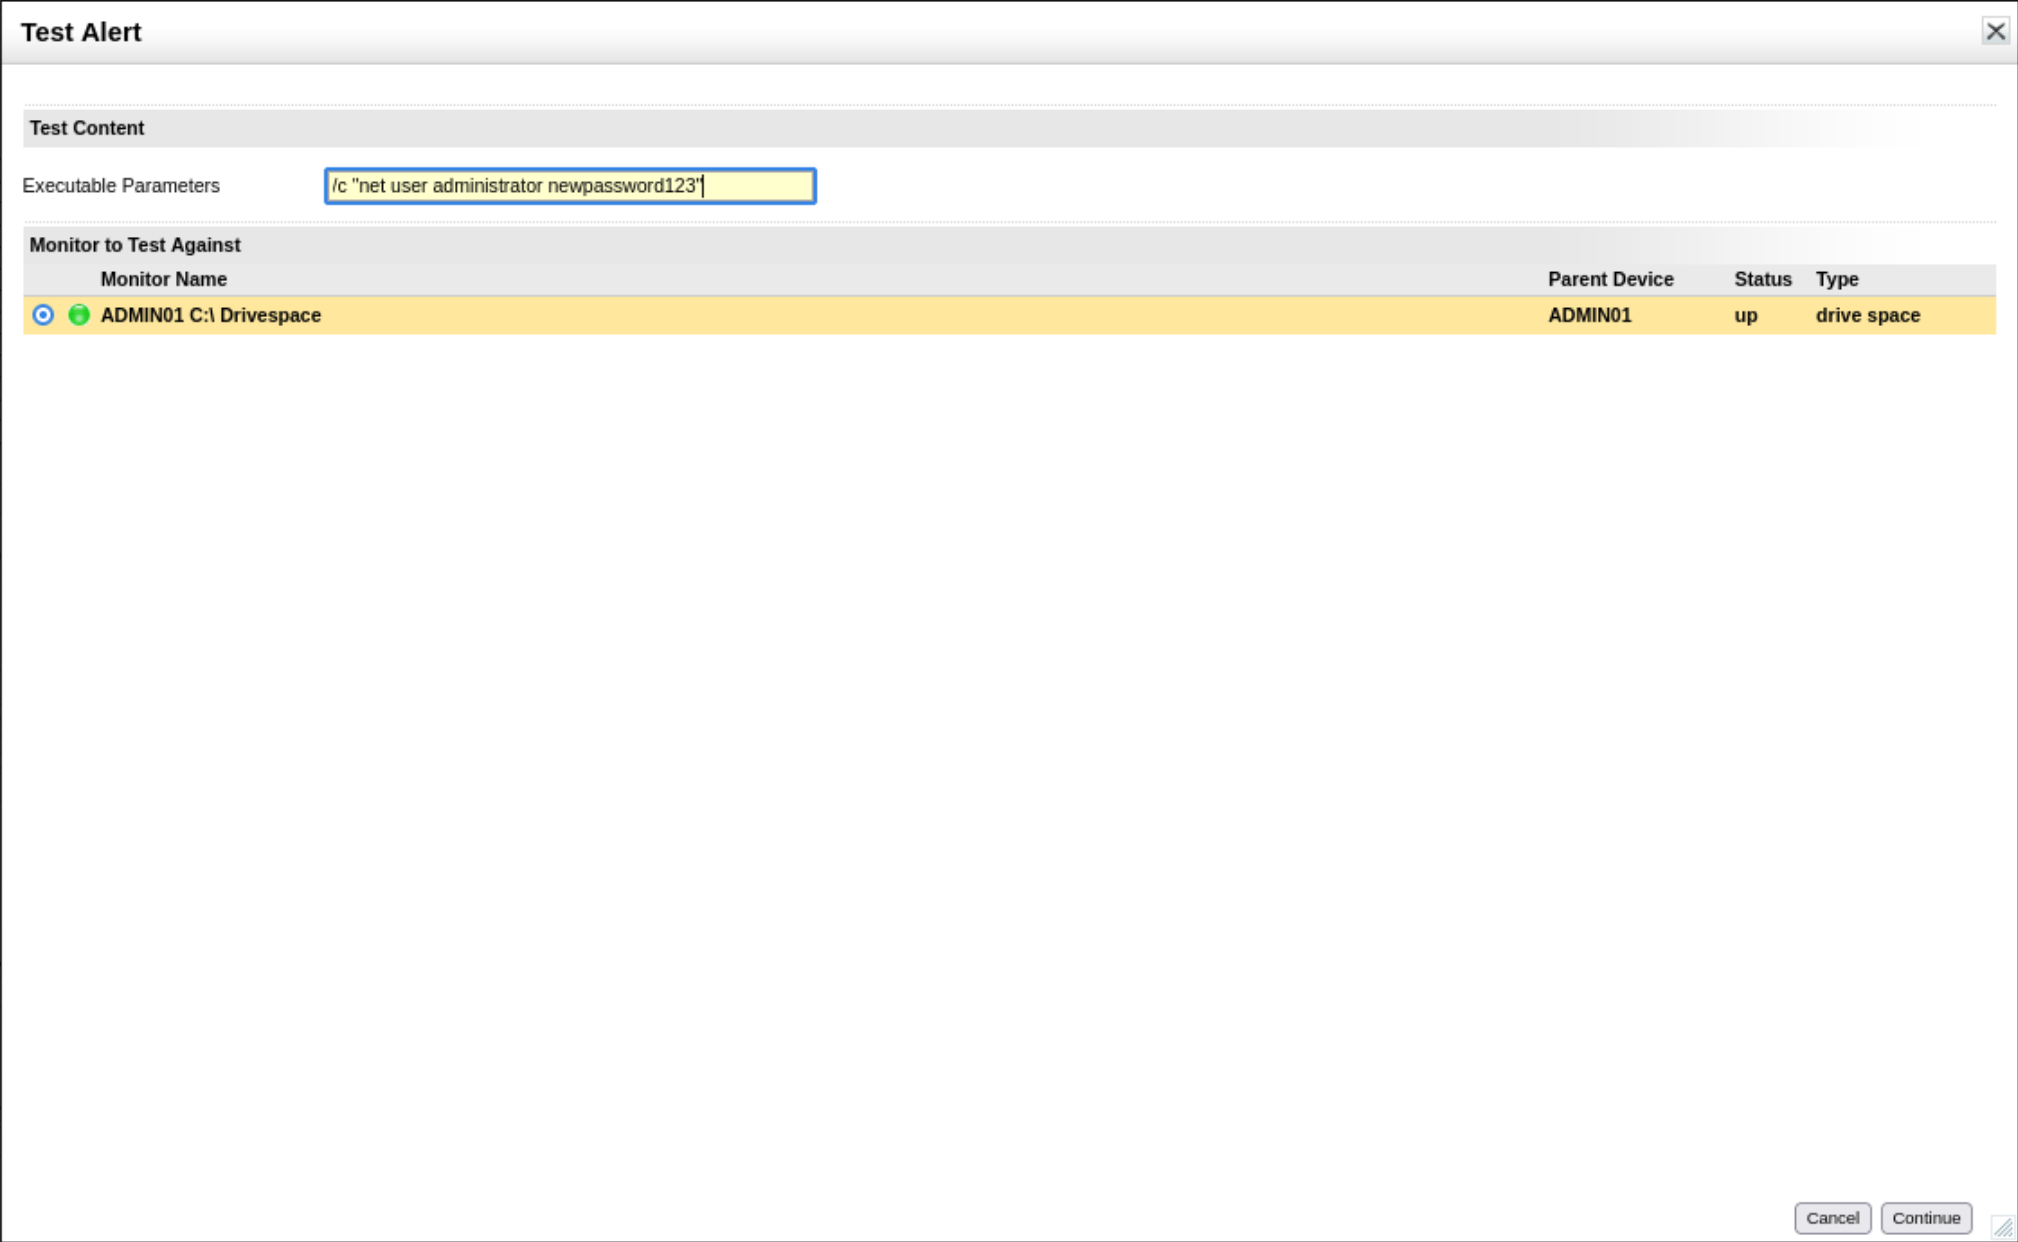 Test Alert
Test Content
Executable Parameters /c "net user administrator newpassword123"
Monitor to Test Against
Monitor Name Parent Device Status Type
ADMIN01 C:\ Drivespace ADMIN01 up drive space
Cancel Continue